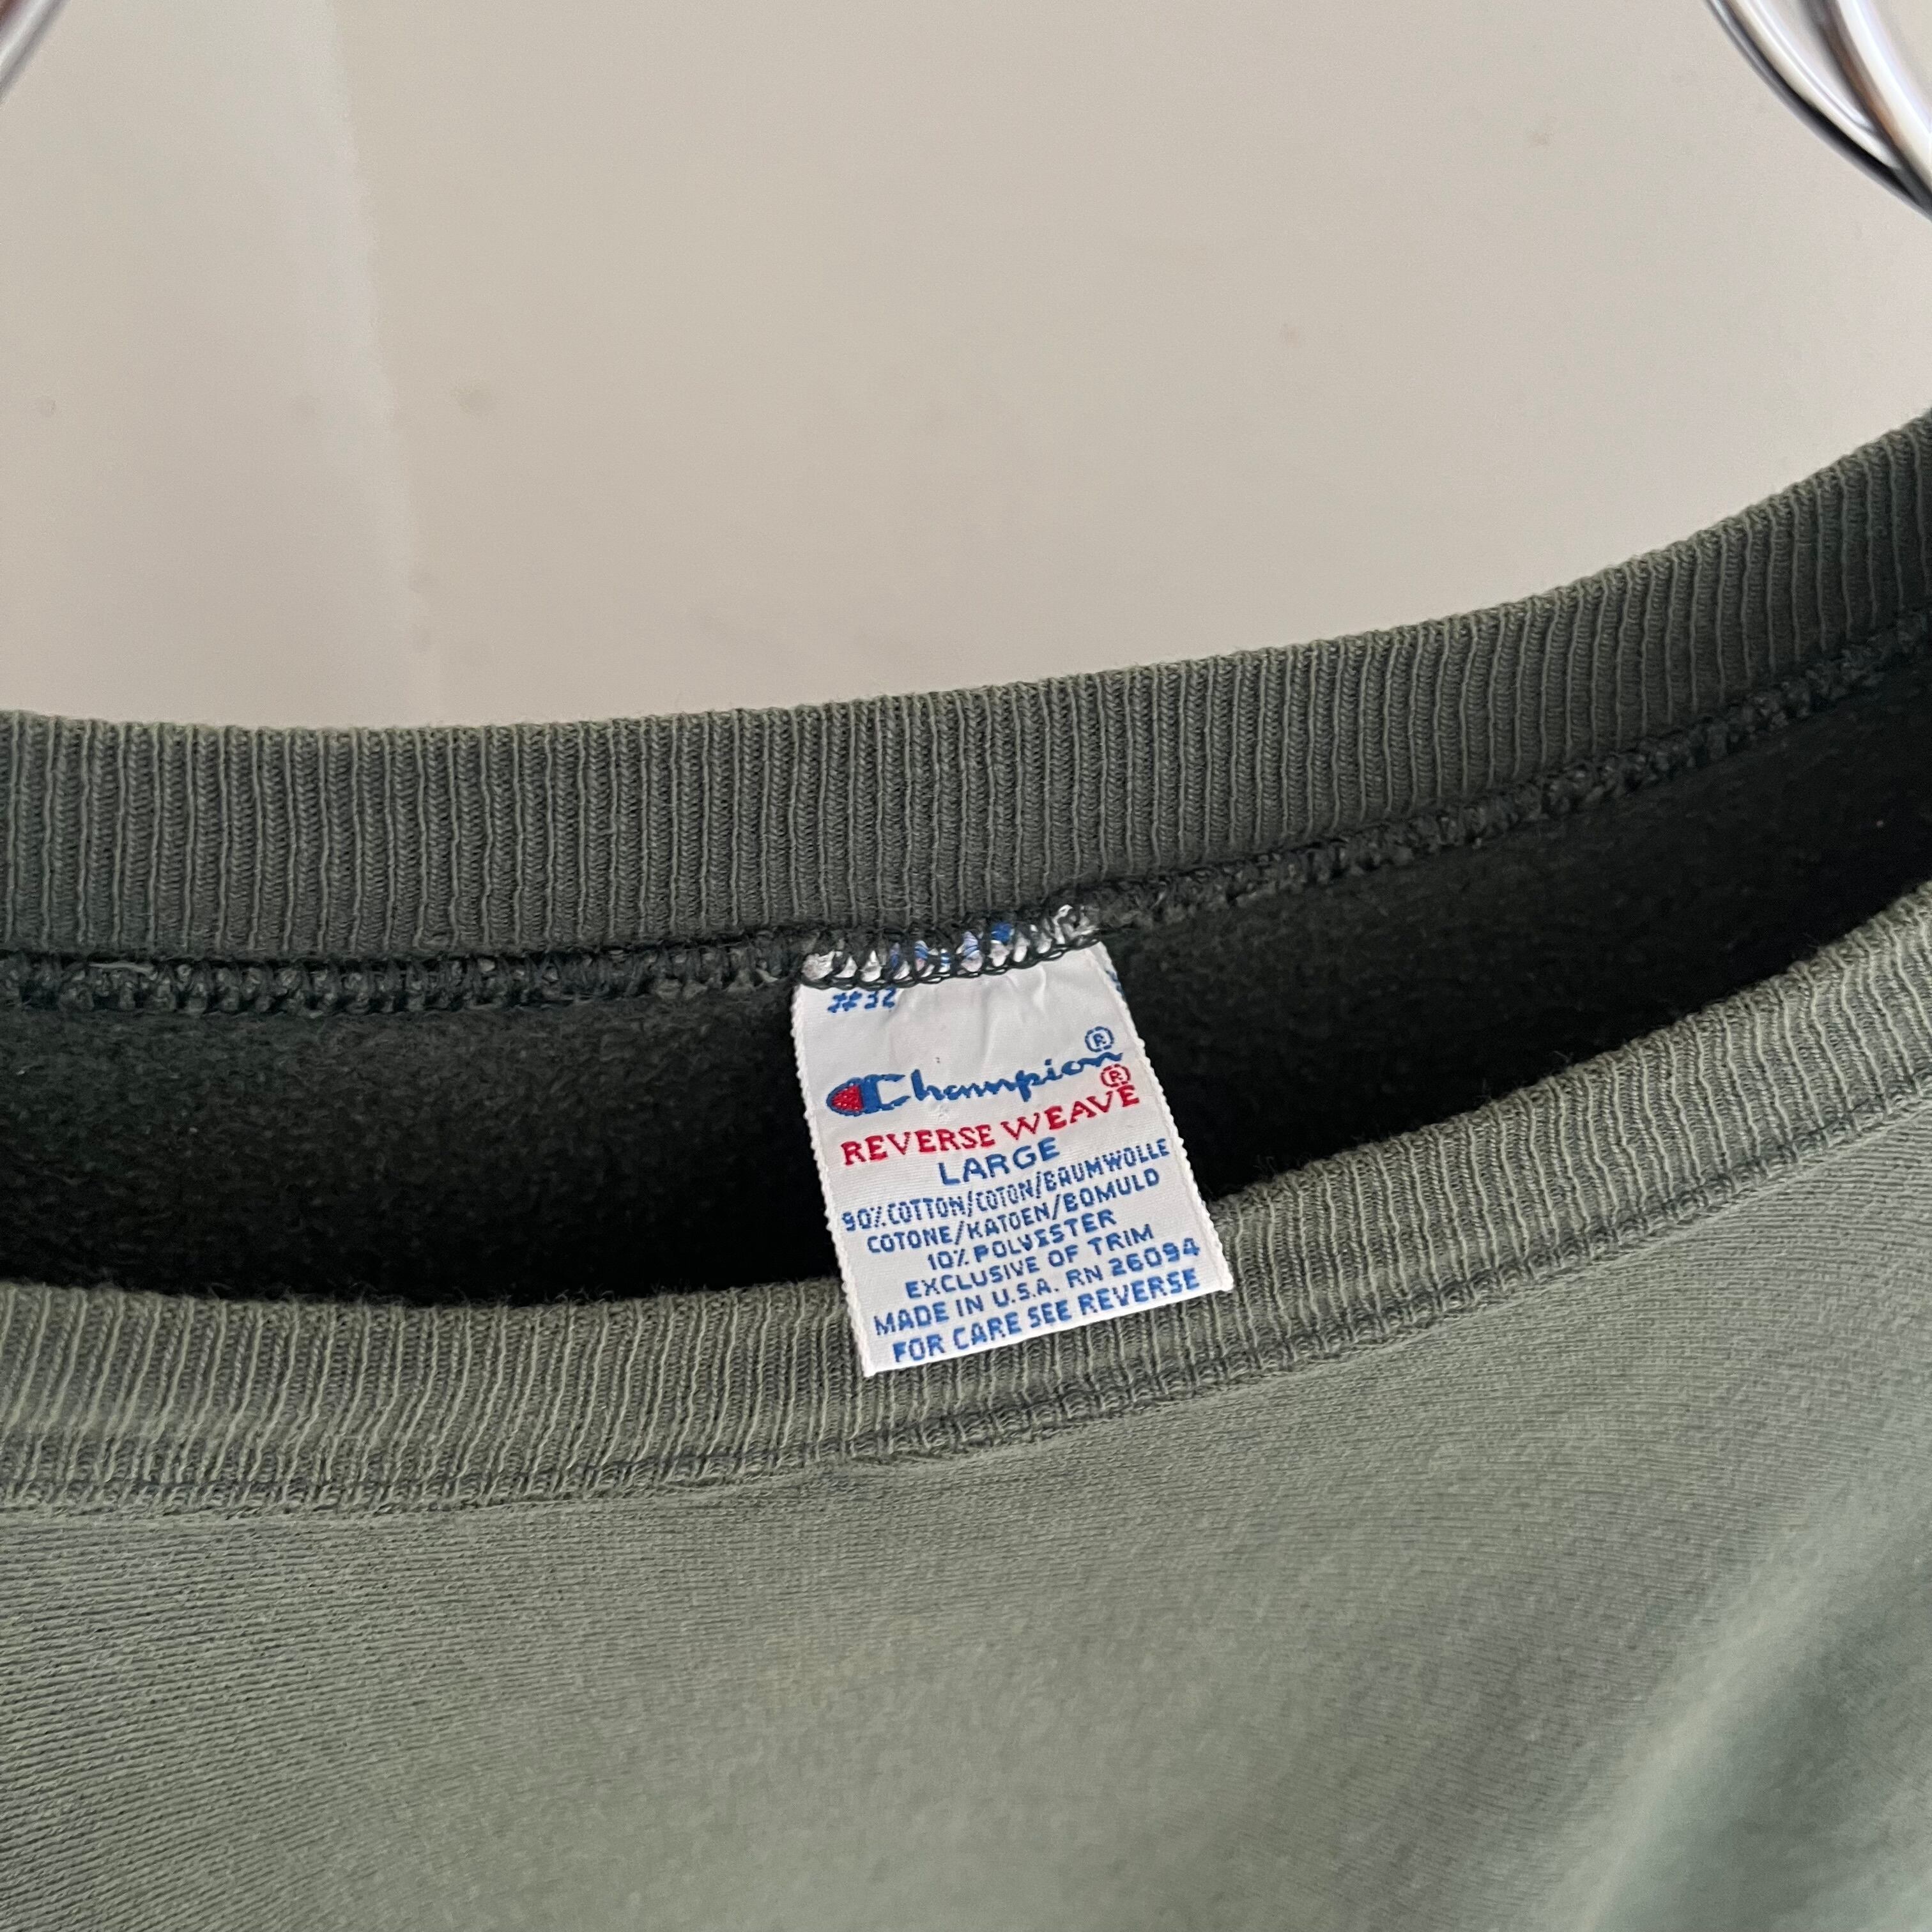 #32
Champion®
REVERSE WEAVE®
LARGE
90% COTTON/COTON/BAUMWOLLE
COTONE/KATOEN/BOMULD
10% POLYESTER
EXCLUSIVE OF TRIM
MADE IN U.S.A. RN 26094
FOR CARE SEE REVERSE